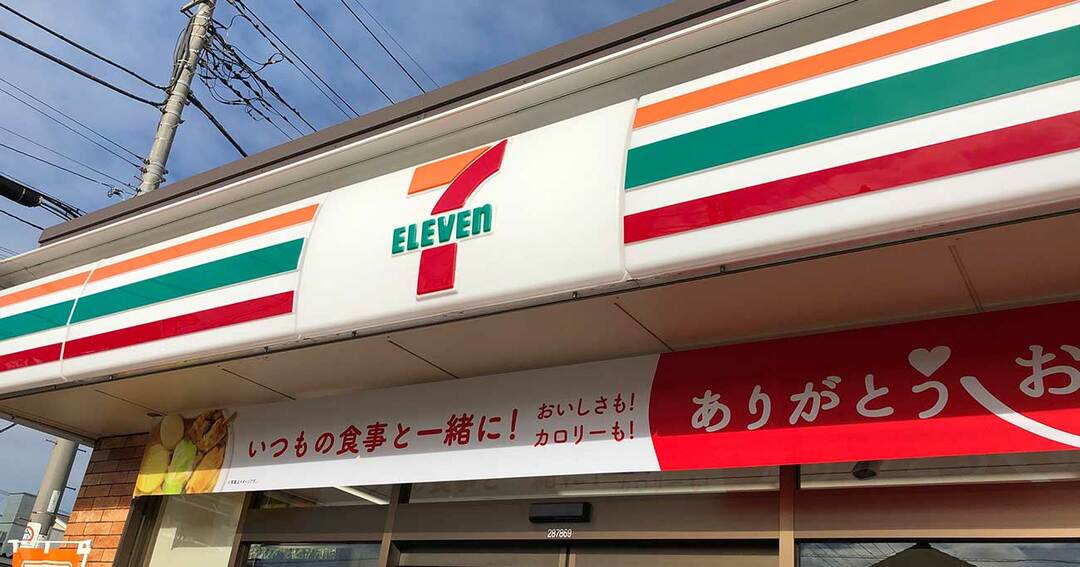 7
ELEVEn
いつもの食事と一緒に!
おいしさも!
カロリーも!
ありがとう
お
287869